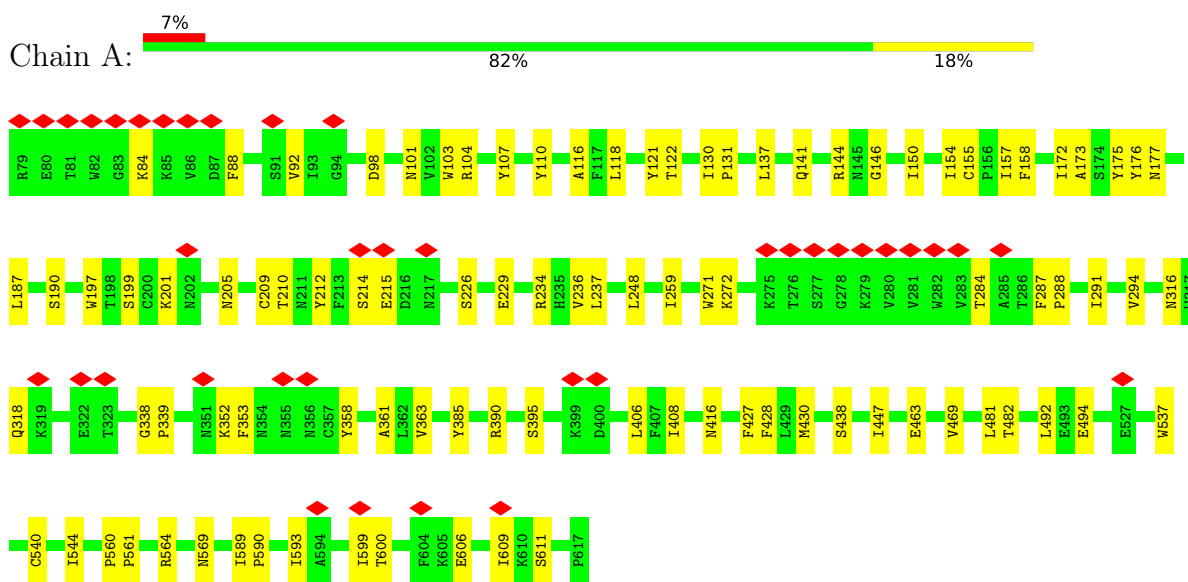 7%
Chain A:
82% 18%
R79 E80 T81 W82 G83 K84 K85 V86 D87 F88 S91 V92 I93 G94 D98 N101 V102 W103 R104 Y107 Y110 A116 F117 L118 Y121 T122 I130 P131 L137 Q141 R144 N145 G146 I150 I154 C155 P156 I157 F158 I172 A173 S174 Y175 Y176 N177
L187 S190 W197 T198 S199 C200 K201 N202 N205 C209 T210 N211 Y212 F213 S214 E215 D216 N217 S226 E229 R234 H235 V236 L237 L248 I259 W271 K272 K275 T276 S277 G278 K279 V280 V281 W282 V283 T284 A285 T286 F287 P288 I291 V294 N316
Q318 K319 E322 T323 G338 P339 N351 K352 F353 N354 N355 N356 C357 Y358 A361 L362 V363 Y385 R390 S395 K399 D400 L406 F407 I408 N416 F427 F428 L429 M430 S438 I447 E463 V469 L481 T482 L492 E493 E494 E527 W537
C540 I544 P560 P561 R564 N569 I589 P590 I593 A594 I599 T600 F604 K605 E606 I609 K610 S611 P617